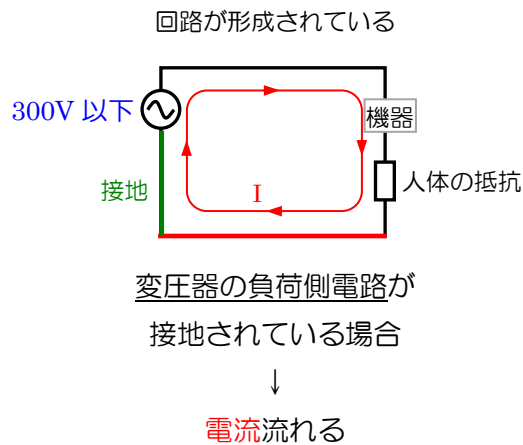 回路が形成されている
300V 以下
機器
接地
人体の抵抗
I
変圧器の負荷側電路が
接地されている場合
↓
電流流れる